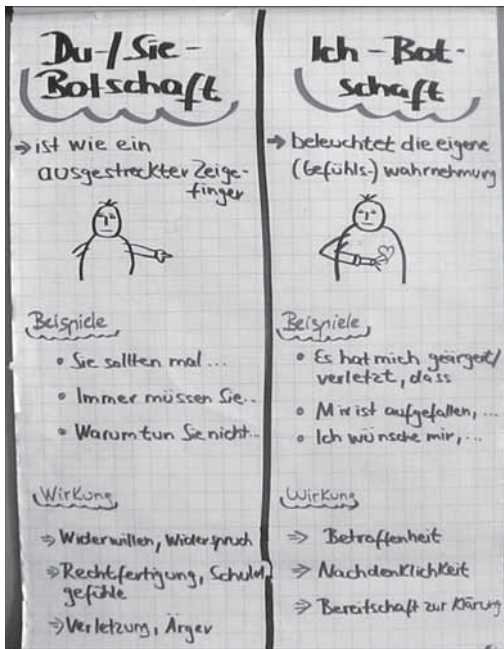 Du-/Sie-
Botschaft
→ ist wie ein
ausgestreckter Zeige-
finger
Beispiele
• Sie sollten mal...
• Immer müssen Sie..
• Warum tun Sie nicht...
Wirkung
⇒ Widerwillen, Widerspruch
⇒ Rechtfertigung, Schuld
gefühle
⇒ Verletzung, Ärger
Ich-Bot-
schaft
→ beleuchtet die eigene
(Gefühls-) wahrnehmung
Beispiele
• Es hat mich geärgert/
verletzt, dass
• Mir ist aufgefallen,...
• Ich wünsche mir,...
Wirkung
⇒ Betroffenheit
⇒ Nachdenklichkeit
⇒ Bereitschaft zur Klärung